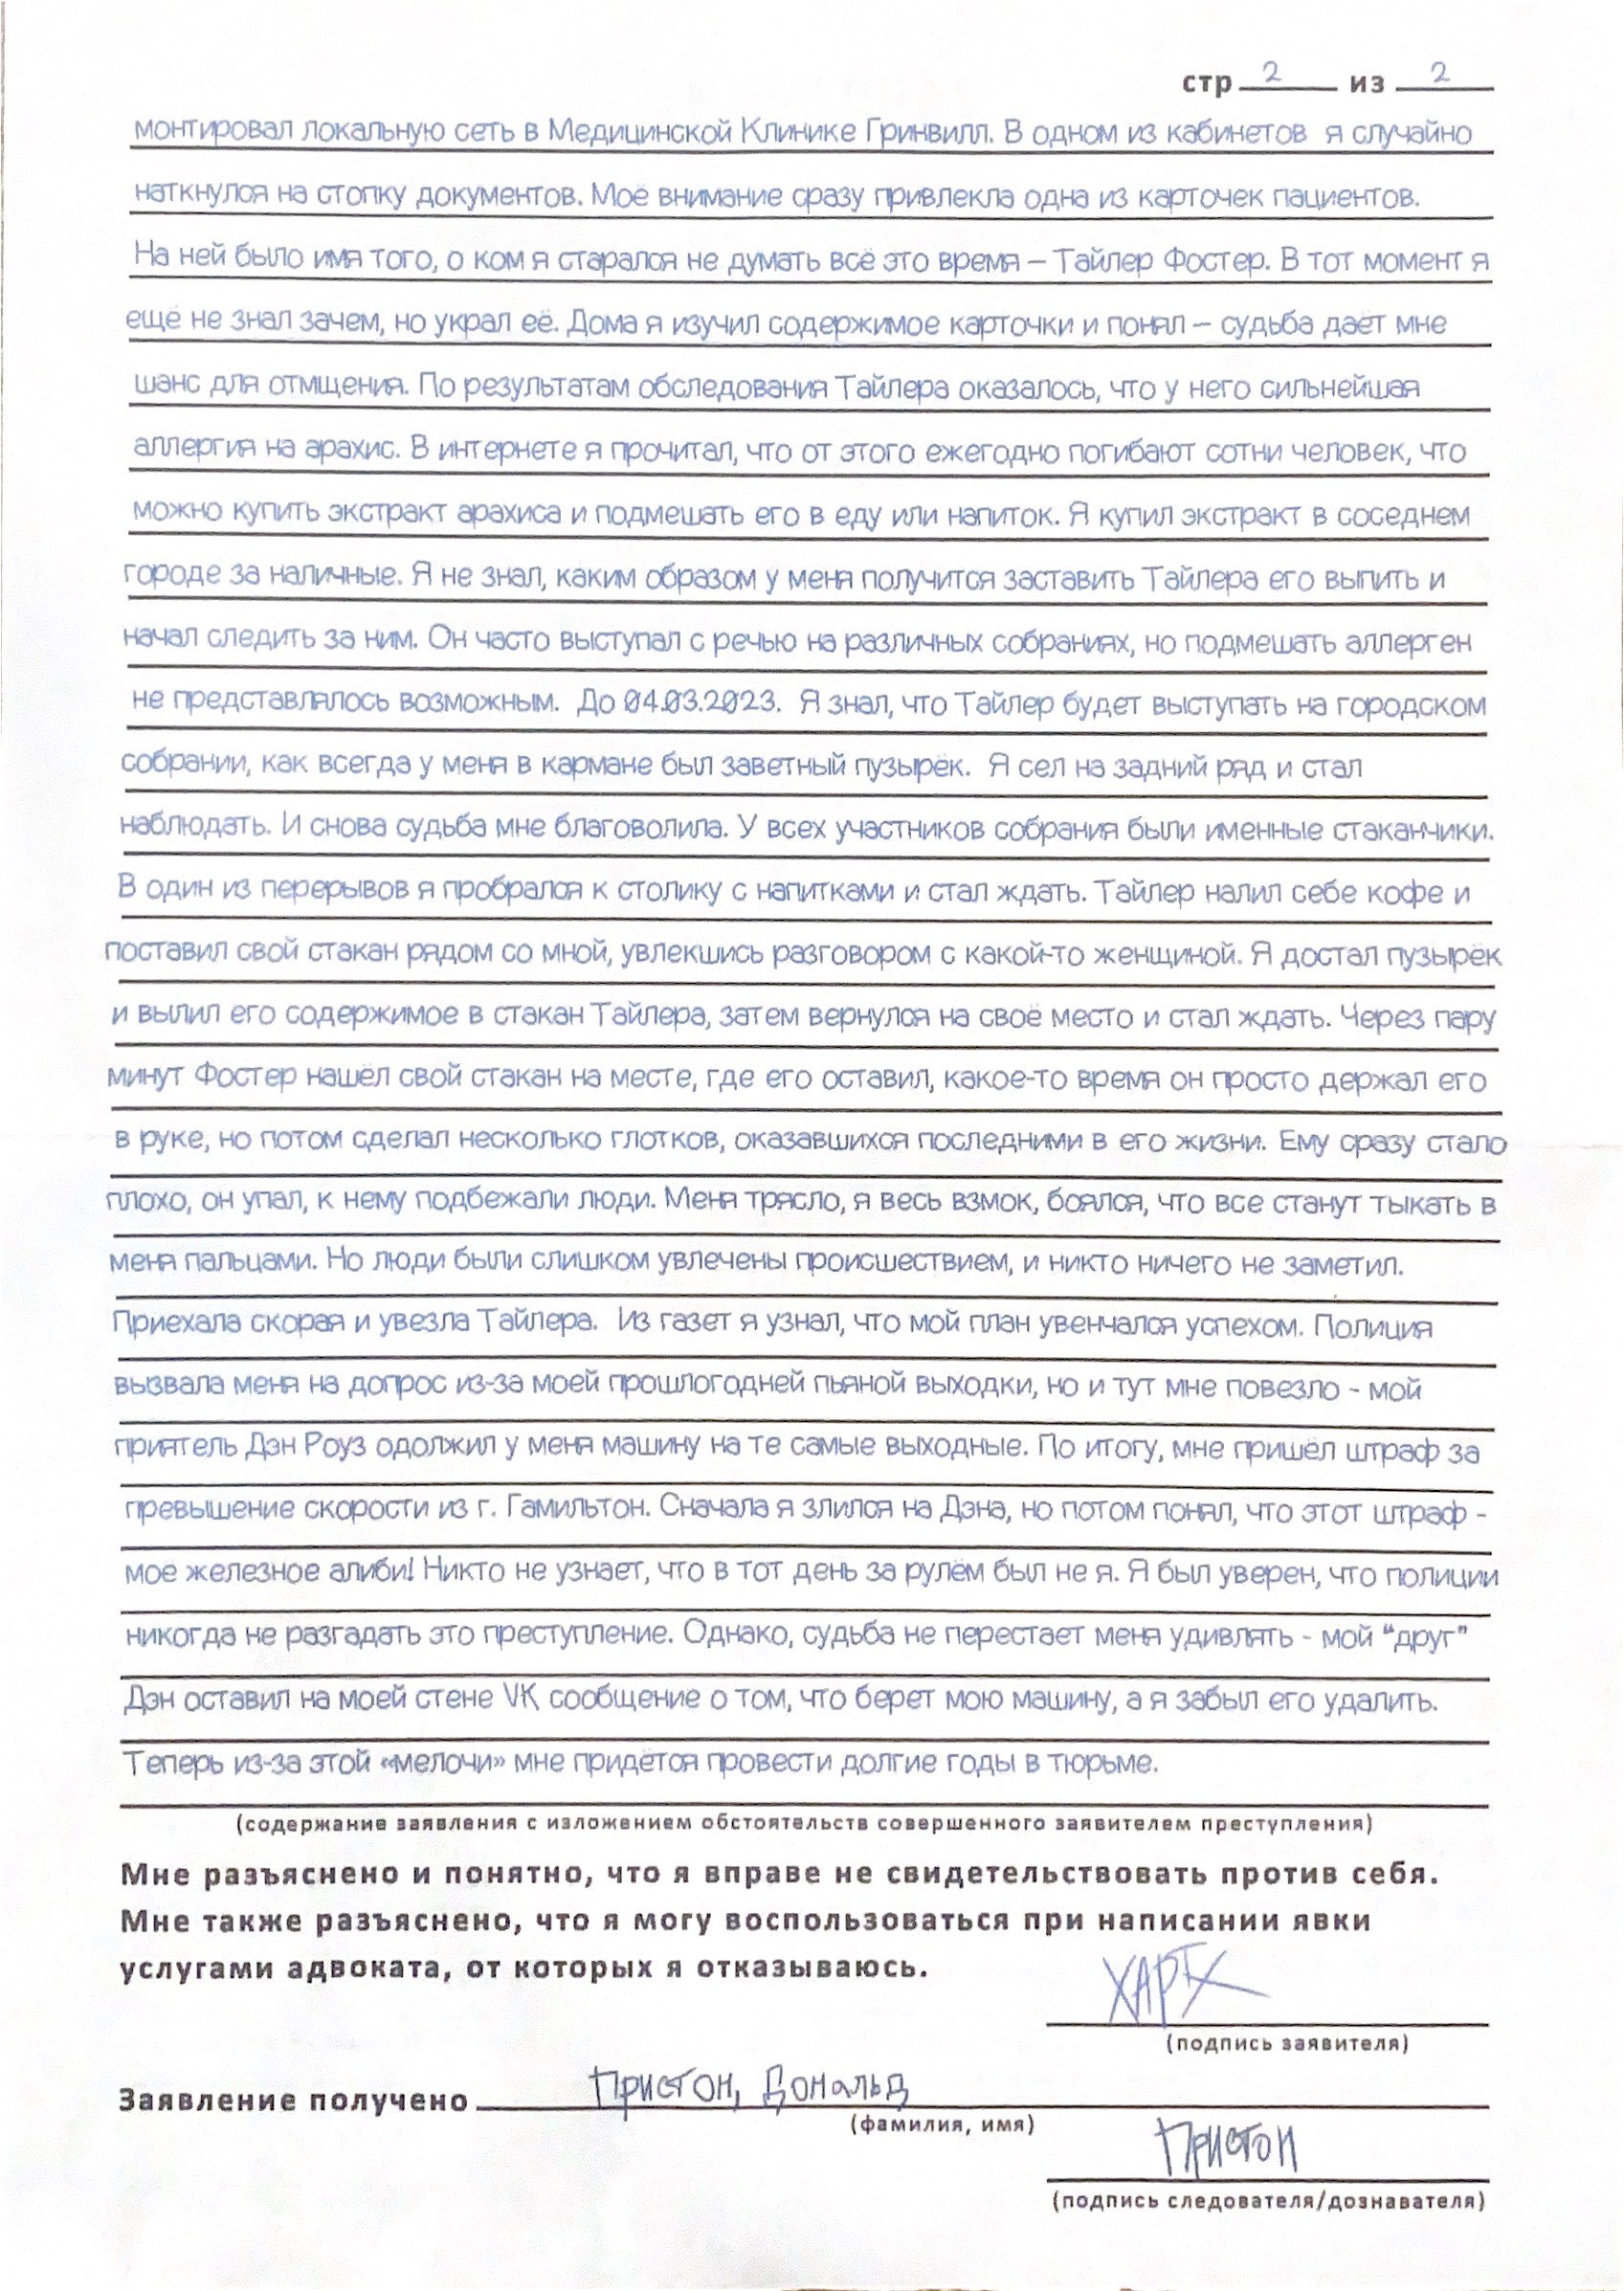 стр 2 из 2
монтировал локальную сеть в Медицинской Клинике Гринвилл. В одном из кабинетов я случайно
наткнулся на стопку документов. Моё внимание сразу привлекла одна из карточек пациентов.
На ней было имя того, о ком я старался не думать всё это время – Тайлер Фостер. В тот момент я
ещё не знал зачем, но украл её. Дома я изучил содержимое карточки и понял – судьба даёт мне
шанс для отмщения. По результатам обследования Тайлера оказалось, что у него сильнейшая
аллергия на арахис. В интернете я прочитал, что от этого ежегодно погибают сотни человек, что
можно купить экстракт арахиса и подмешать его в еду или напиток. Я купил экстракт в соседнем
городе за наличные. Я не знал, каким образом у меня получится заставить Тайлера его выпить и
начал следить за ним. Он часто выступал с речью на различных собраниях, но подмешать аллерген
не представлялось возможным. До 04.03.2023. Я знал, что Тайлер будет выступать на городском
собрании, как всегда у меня в кармане был заветный пузырёк. Я сел на задний ряд и стал
наблюдать. И снова судьба мне благоволила. У всех участников собрания были именные стаканчики.
В один из перерывов я пробрался к столику с напитками и стал ждать. Тайлер налил себе кофе и
поставил свой стакан рядом со мной, увлекшись разговором с какой-то женщиной. Я достал пузырёк
и вылил его содержимое в стакан Тайлера, затем вернулся на своё место и стал ждать. Через пару
минут Фостер нашёл свой стакан на месте, где его оставил, какое-то время он просто держал его
в руке, но потом сделал несколько глотков, оказавшихся последними в его жизни. Ему сразу стало
плохо, он упал, к нему подбежали люди. Меня трясло, я весь взмок, боялся, что все станут тыкать в
меня пальцами. Но люди были слишком увлечены происшествием, и никто ничего не заметил.
Приехала скорая и увезла Тайлера. Из газет я узнал, что мой план увенчался успехом. Полиция
вызвала меня на допрос из-за моей прошлогодней пьяной выходки, но и тут мне повезло - мой
приятель Дэн Роуз одолжил у меня машину на те самые выходные. По итогу, мне пришёл штраф за
превышение скорости из г. Гамильтон. Сначала я злился на Дэна, но потом понял, что этот штраф -
мое железное алиби! Никто не узнает, что в тот день за рулём был не я. Я был уверен, что полиции
никогда не разгадать это преступление. Однако, судьба не перестает меня удивлять - мой “друг”
Дэн оставил на моей стене VK сообщение о том, что берет мою машину, а я забыл его удалить.
Теперь из-за этой «мелочи» мне придётся провести долгие годы в тюрьме.
(содержание заявления с изложением обстоятельств совершенного заявителем преступления)
Мне разъяснено и понятно, что я вправе не свидетельствовать против себя.
Мне также разъяснено, что я могу воспользоваться при написании явки
услугами адвоката, от которых я отказываюсь.
ХАРТ
(подпись заявителя)
Заявление получено Пристон, Дональд
(фамилия, имя)
Пристон
(подпись следователя/дознавателя)